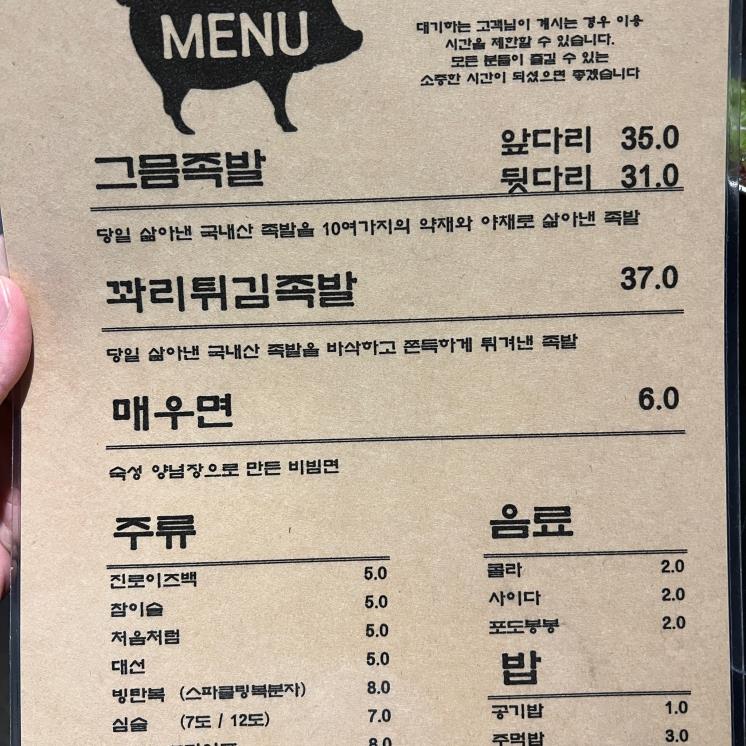 MENU
대기하는 고객님이 계시는 경우 이용
시간을 제한할 수 있습니다.
모든 분들이 즐길 수 있는
소중한 시간이 되셨으면 좋겠습니다
그믐족발
앞다리 35.0
뒷다리 31.0
당일 삶아낸 국내산 족발을 10여가지의 약재와 야채로 삶아낸 족발
꽈리튀김족발 37.0
당일 삶아낸 국내산 족발을 바삭하고 쫀득하게 튀겨낸 족발
매우면 6.0
숙성 양념장으로 만든 비빔면
주류
진로이즈백 5.0
참이슬 5.0
처음처럼 5.0
대선 5.0
빙탄복 (스파클링복분자) 8.0
심술 (7도 / 12도) 7.0
8.0
음료
콜라 2.0
사이다 2.0
포도봉봉 2.0
밥
공기밥 1.0
주먹밥 3.0